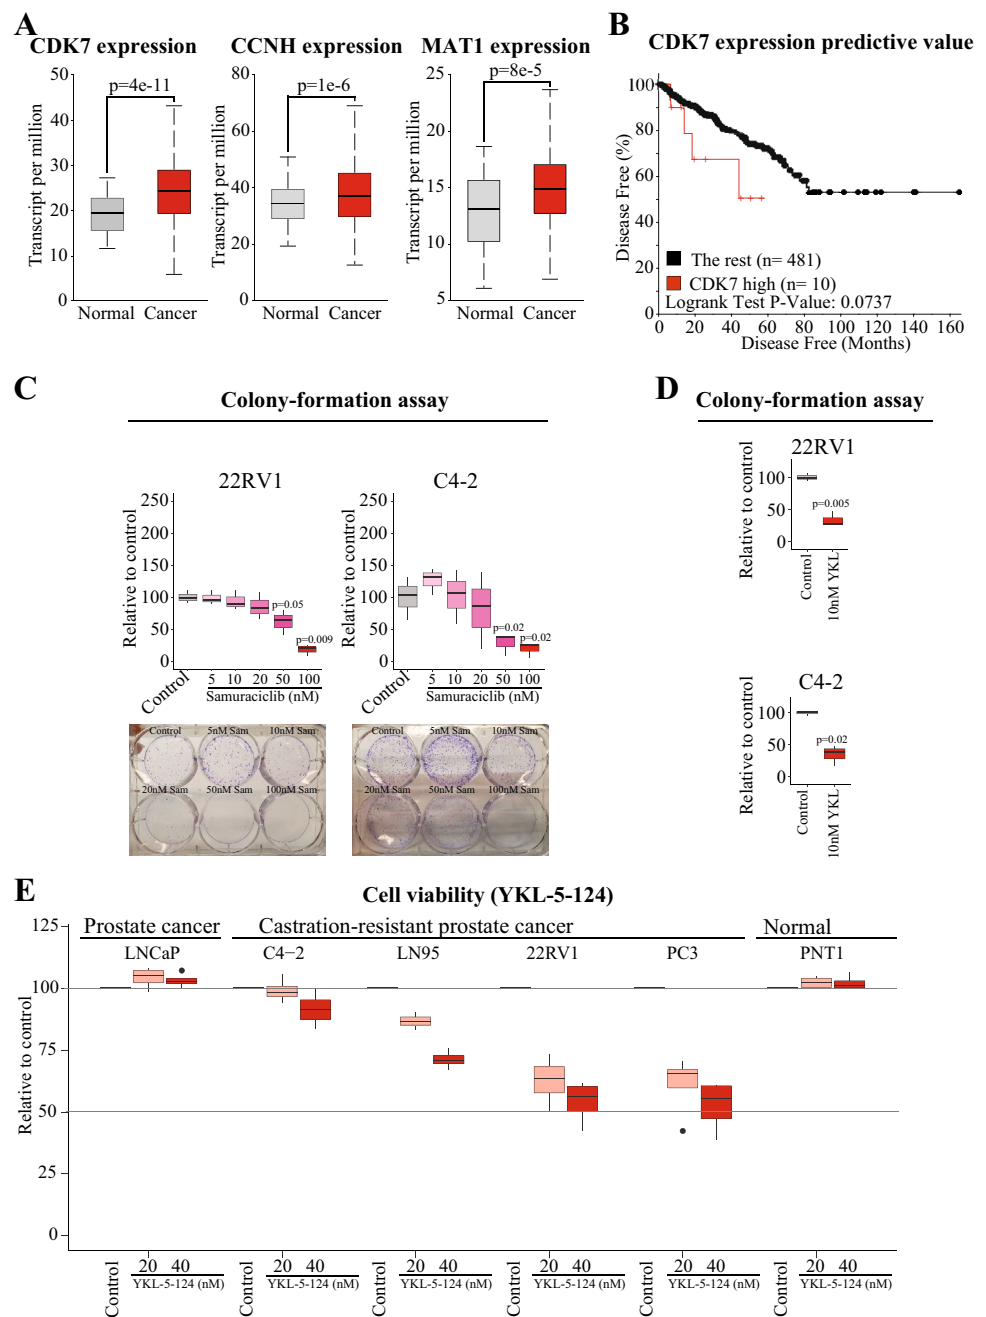 A
CDK7 expression
CCNH expression
MAT1 expression
Transcript per million
50
40
30
20
10
0
p=4e-11
Normal Cancer
Transcript per million
80
60
40
20
0
p=1e-6
Normal Cancer
Transcript per million
25
20
15
10
5
p=8e-5
Normal Cancer
B
CDK7 expression predictive value
Disease Free (%)
100
80
60
40
20
0
The rest (n= 481)
CDK7 high (n= 10)
Logrank Test P-Value: 0.0737
0 20 40 60 80 100 120 140 160
Disease Free (Months)
C
Colony-formation assay
22RV1
Relative to control
250
200
150
100
50
0
p=0.05
p=0.009
Control
5 10 20 50 100
Samuraciclib (nM)
C4-2
Relative to control
250
200
150
100
50
0
p=0.02
p=0.02
Control
5 10 20 50 100
Samuraciclib (nM)
Control 5nM Sam 10nM Sam
20nM Sam 50nM Sam 100nM Sam
Control 5nM Sam 10nM Sam
20nM Sam 50nM Sam 100nM Sam
D
Colony-formation assay
22RV1
Relative to control
100
50
0
p=0.005
Control
10nM YKL
C4-2
Relative to control
100
50
0
p=0.02
Control
10nM YKL
E
Cell viability (YKL-5-124)
Prostate cancer
Castration-resistant prostate cancer
Normal
LNCaP C4−2 LN95 22RV1 PC3 PNT1
Relative to control
125
100
75
50
25
0
Control
20 40
YKL-5-124 (nM)
Control
20 40
YKL-5-124 (nM)
Control
20 40
YKL-5-124 (nM)
Control
20 40
YKL-5-124 (nM)
Control
20 40
YKL-5-124 (nM)
Control
20 40
YKL-5-124 (nM)